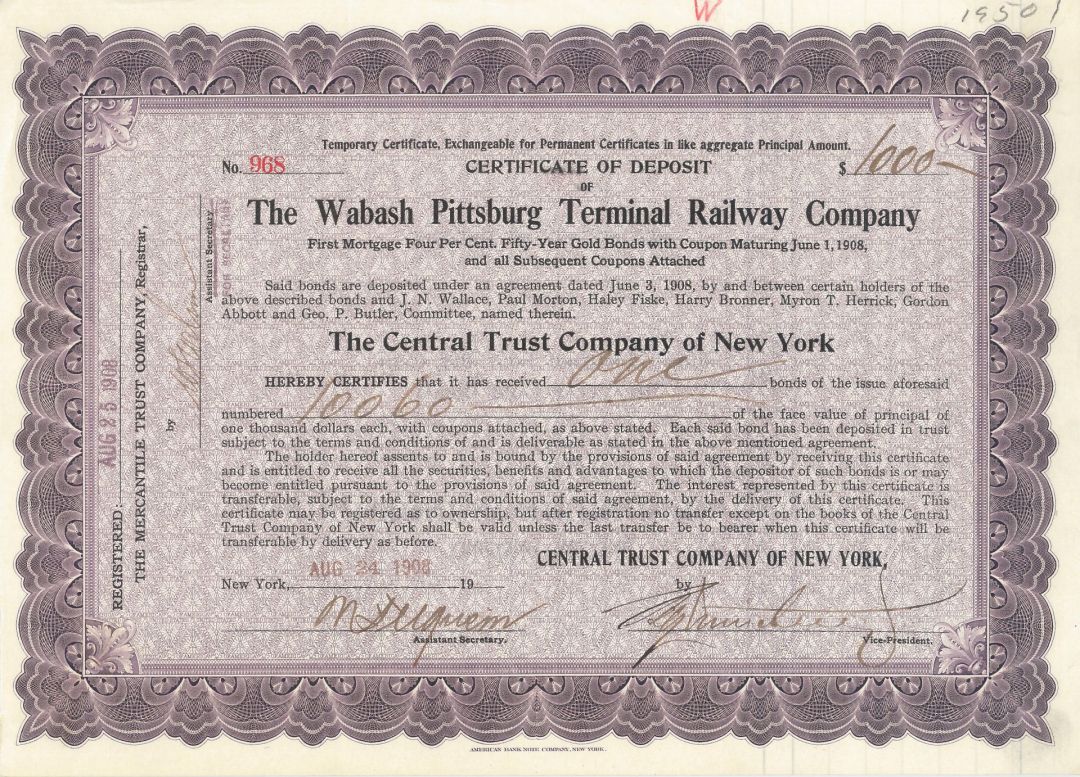 W
19501
Temporary Certificate, Exchangeable for Permanent Certificates in like aggregate Principal Amount.
No. 968 CERTIFICATE OF DEPOSIT $ 1000
OF
The Wabash Pittsburg Terminal Railway Company
First Mortgage Four Per Cent. Fifty-Year Gold Bonds with Coupon Maturing June 1, 1908,
and all Subsequent Coupons Attached
Said bonds are deposited under an agreement dated June 3, 1908, by and between certain holders of the
above described bonds and J. N. Wallace, Paul Morton, Haley Fiske, Harry Bronner, Myron T. Herrick, Gordon
Abbott and Geo. P. Butler, Committee, named therein.
The Central Trust Company of New York
HEREBY CERTIFIES that it has received one bonds of the issue aforesaid
numbered 10060 of the face value of principal of
one thousand dollars each, with coupons attached, as above stated. Each said bond has been deposited in trust
subject to the terms and conditions of and is deliverable as stated in the above mentioned agreement.
The holder hereof assents to and is bound by the provisions of said agreement by receiving this certificate
and is entitled to receive all the securities, benefits and advantages to which the depositor of such bonds is or may
become entitled pursuant to the provisions of said agreement. The interest represented by this certificate is
transferable, subject to the terms and conditions of said agreement, by the delivery of this certificate. This
certificate may be registered as to ownership, but after registration no transfer except on the books of the Central
Trust Company of New York shall be valid unless the last transfer be to bearer when this certificate will be
transferable by delivery as before.
CENTRAL TRUST COMPANY OF NEW YORK,
New York, AUG 24 1908 19 by
Assistant Secretary. Vice-President.
REGISTERED: AUG 25 1908
THE MERCANTILE TRUST COMPANY, Registrar,
by
Assistant Secretary
FOR SECRETARY
AMERICAN BANK NOTE COMPANY, NEW YORK.